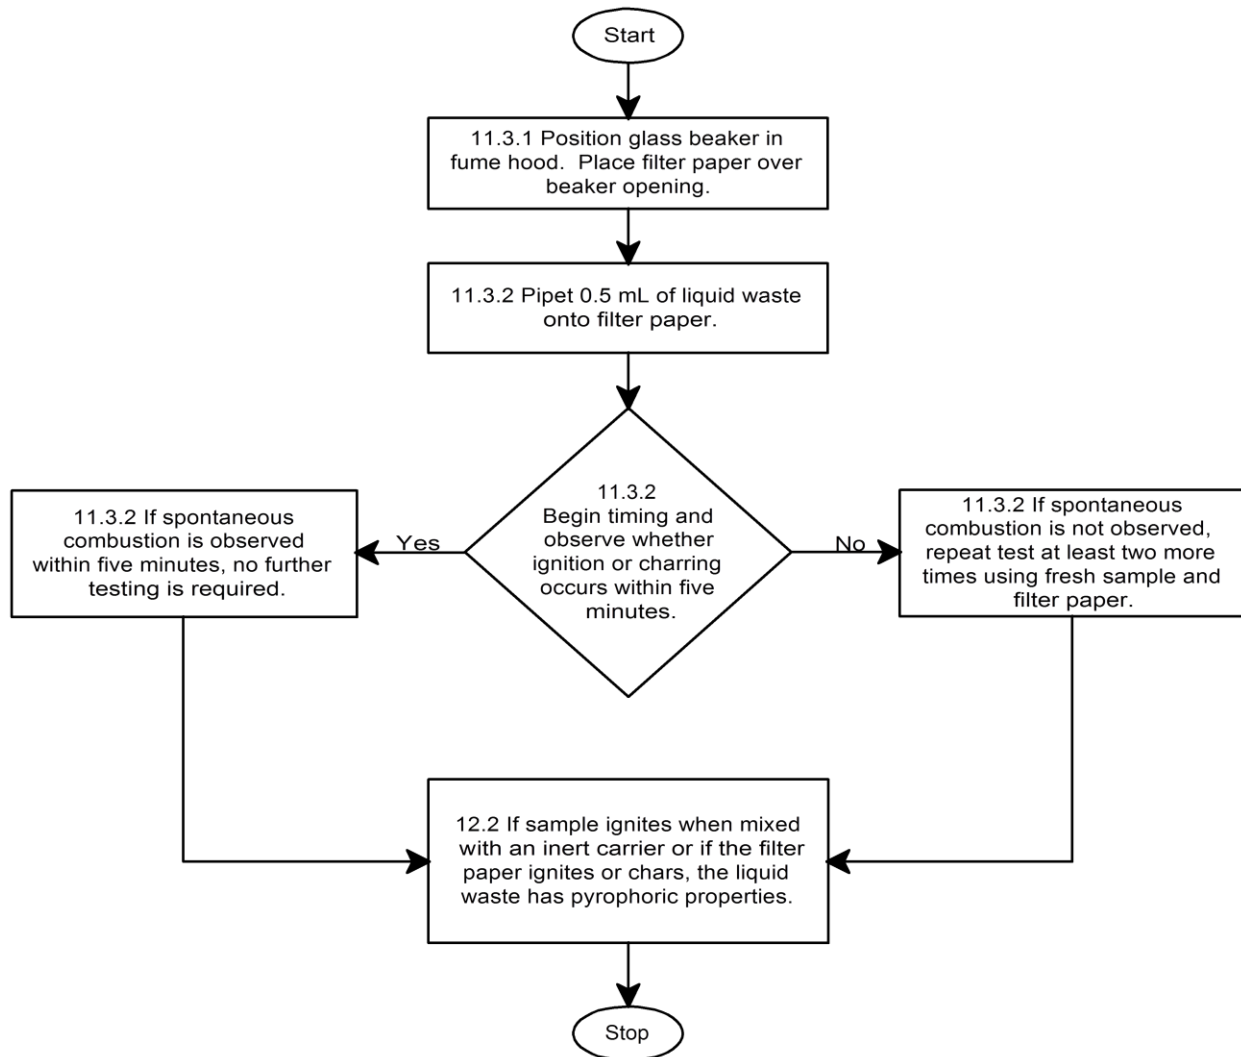 Start
11.3.1 Position glass beaker in
fume hood.  Place filter paper over
beaker opening.
11.3.2 Pipet 0.5 mL of liquid waste
onto filter paper.
11.3.2
Begin timing and
observe whether
ignition or charring
occurs within five
minutes.
Yes
11.3.2 If spontaneous
combustion is observed
within five minutes, no further
testing is required.
No
11.3.2 If spontaneous
combustion is not observed,
repeat test at least two more
times using fresh sample and
filter paper.
12.2 If sample ignites when mixed
with an inert carrier or if the filter
paper ignites or chars, the liquid
waste has pyrophoric properties.
Stop